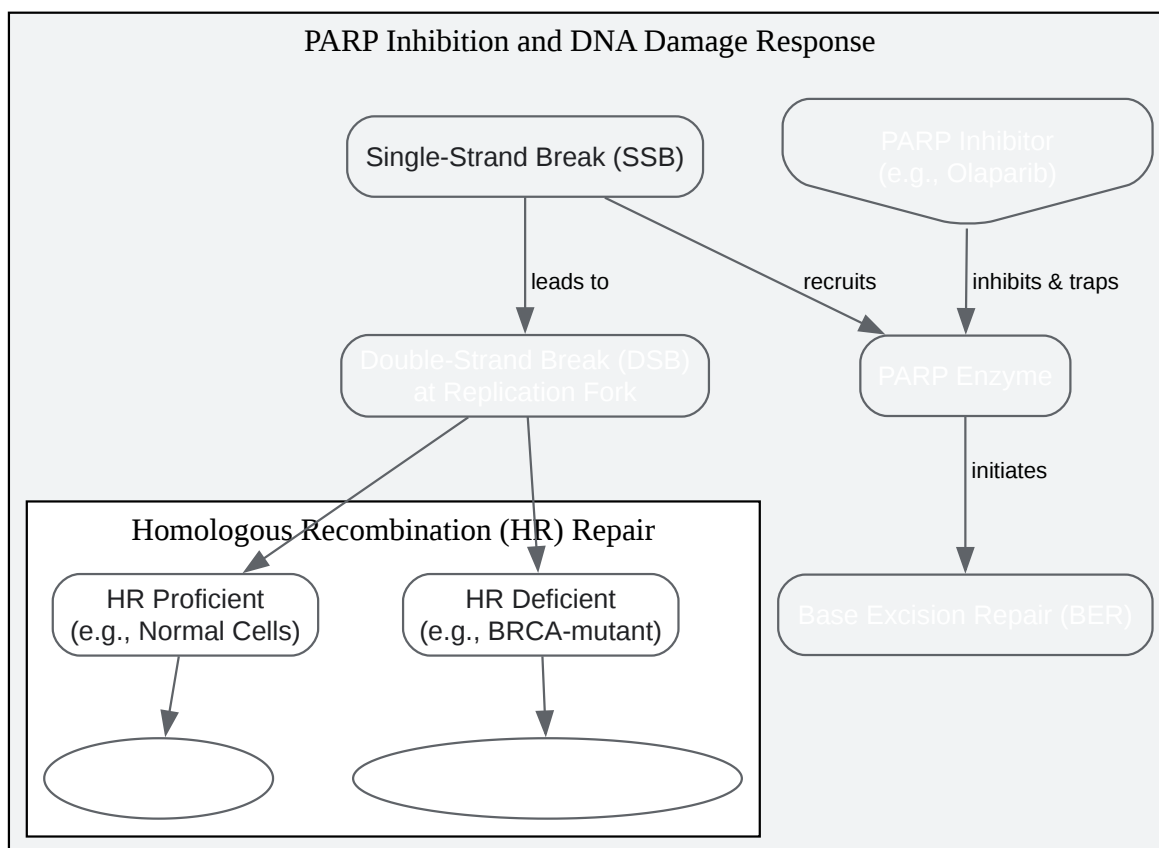 PARP Inhibition and DNA Damage Response
Single-Strand Break (SSB)
PARP Inhibitor
(e.g., Olaparib)
leads to
recruits
inhibits & traps
Double-Strand Break (DSB)
at Replication Fork
PARP Enzyme
initiates
Homologous Recombination (HR) Repair
HR Proficient
(e.g., Normal Cells)
HR Deficient
(e.g., BRCA-mutant)
Base Excision Repair (BER)